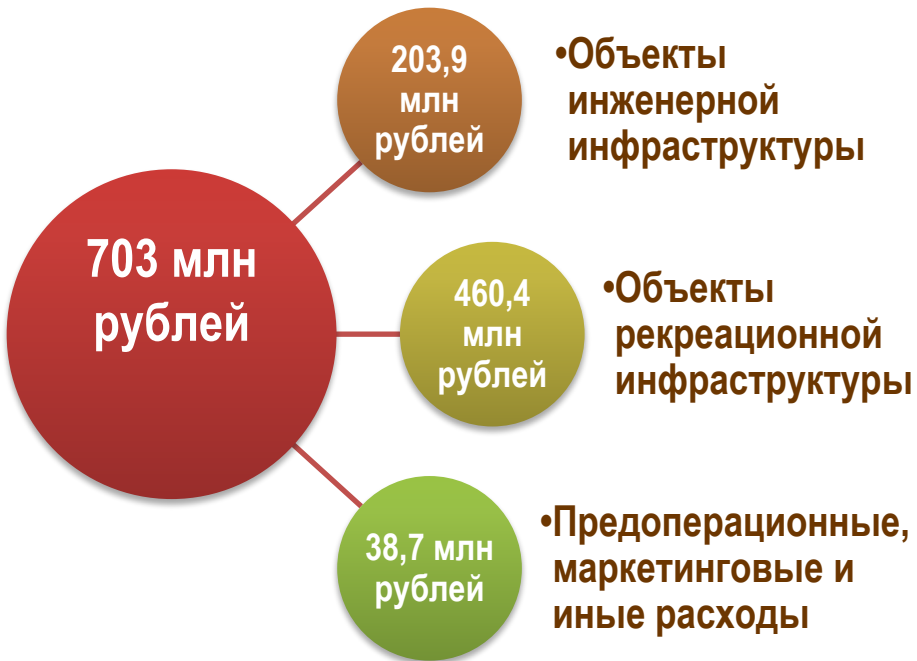 703 млн
рублей
203,9
млн
рублей
•Объекты
инженерной
инфраструктуры
460,4
млн
рублей
•Объекты
рекреационной
инфраструктуры
38,7 млн
рублей
•Предоперационные,
маркетинговые и
иные расходы